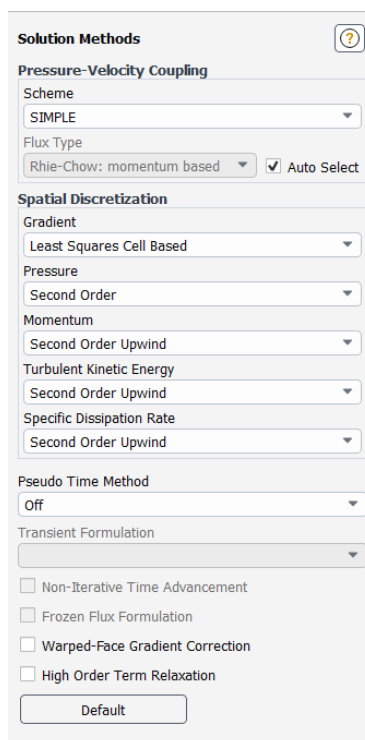 Solution Methods
?
Pressure-Velocity Coupling
Scheme
SIMPLE
Flux Type
Rhie-Chow: momentum based Auto Select
Spatial Discretization
Gradient
Least Squares Cell Based
Pressure
Second Order
Momentum
Second Order Upwind
Turbulent Kinetic Energy
Second Order Upwind
Specific Dissipation Rate
Second Order Upwind
Pseudo Time Method
Off
Transient Formulation
Non-Iterative Time Advancement
Frozen Flux Formulation
Warped-Face Gradient Correction
High Order Term Relaxation
Default